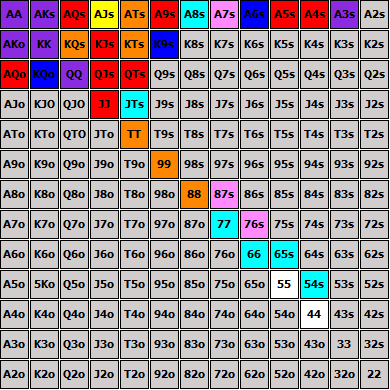 AA AKs AQs AJs ATs A9s A8s A7s A6s A5s A4s A3s A2s
AKo KK KQs KJs KTs K9s K8s K7s K6s K5s K4s K3s K2s
AQo KQo QQ QJs QTs Q9s Q8s Q7s Q6s Q5s Q4s Q3s Q2s
AJo KJO QJO JJ JTs J9s J8s J7s J6s J5s J4s J3s J2s
ATo KTo QTO JTo TT T9s T8s T7s T6s T5s T4s T3s T2s
A9o K9o Q9o J9o T9o 99 98s 97s 96s 95s 94s 93s 92s
A8o K8o Q8o J8o T8o 98o 88 87s 86s 85s 84s 83s 82s
A7o K7o Q7o J7o T7o 97o 87o 77 76s 75s 74s 73s 72s
A6o K6o Q6o J6o T6o 96o 86o 76o 66 65s 64s 63s 62s
A5o 5Ko Q5o J5o T5o 95o 85o 75o 65o 55 54s 53s 52s
A4o K4o Q4o J4o T4o 94o 84o 74o 64o 54o 44 43s 42s
A3o K3o Q3o J3o T3o 93o 83o 73o 63o 53o 43o 33 32s
A2o K2o Q2o J2o T2o 92o 82o 72o 62o 52o 42o 32o 22